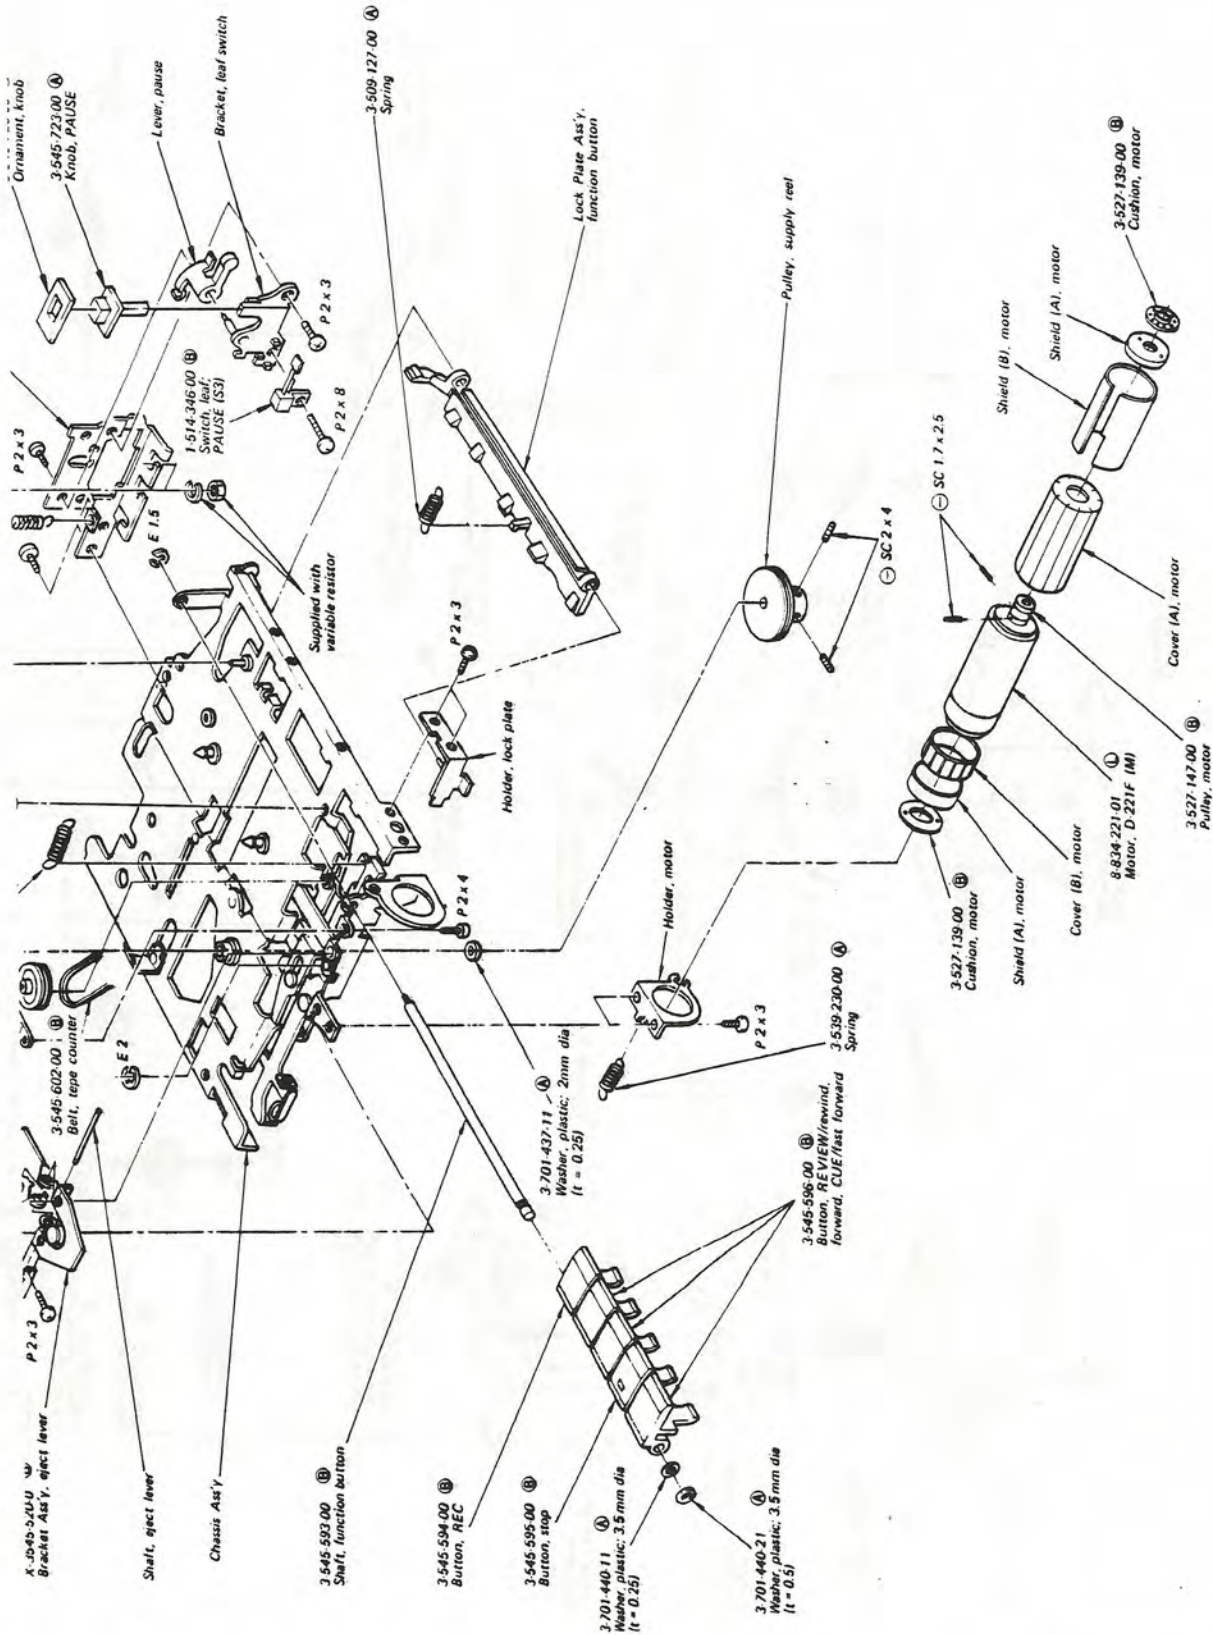 Ornament, knob
3-545-723-00 Ⓐ
Knob, PAUSE
Lever, pause
Bracket, leaf switch
3-509-127-00 Ⓐ
Spring
P 2 x 3
1-514-346-00 Ⓑ
Switch, leaf;
PAUSE (S3)
P 2 x 3
P 2 x 8
E 1.5
Supplied with
variable resistor
Lock Plate Ass'y,
function button
P 2 x 3
Holder, lock plate
Pulley, supply reel
⊖ SC 2 x 4
3-527-139-00 Ⓑ
Cushion, motor
Shield (A), motor
Shield (B), motor
⊖ SC 1.7 x 2.5
Cover (A), motor
3-527-147-00 Ⓑ
Pulley, motor
8-834-221-01 Ⓛ
Motor, D-221F (M)
Cover (B), motor
Shield (A), motor
3-527-139-00 Ⓑ
Cushion, motor
Holder, motor
P 2 x 3
3-539-230-00 Ⓐ
Spring
P 2 x 4
3-701-437-11 Ⓐ
Washer, plastic; 2mm dia
(t = 0.25)
3-545-602-00 Ⓑ
Belt, tepe counter
E 2
P 2 x 3
Bracket Ass'y, eject lever
Shaft, eject lever
Chassis Ass'y
3-545-593-00 Ⓑ
Shaft, function button
3-545-594-00 Ⓑ
Button, REC
3-545-595-00 Ⓑ
Button, stop
3-545-596-00 Ⓑ
Button, REVIEW/rewind,
forward, CUE/fast forward
3-701-440-11 Ⓐ
Washer, plastic; 3.5 mm dia
(t = 0.25)
3-701-440-21 Ⓐ
Washer, plastic; 3.5 mm dia
(t = 0.5)